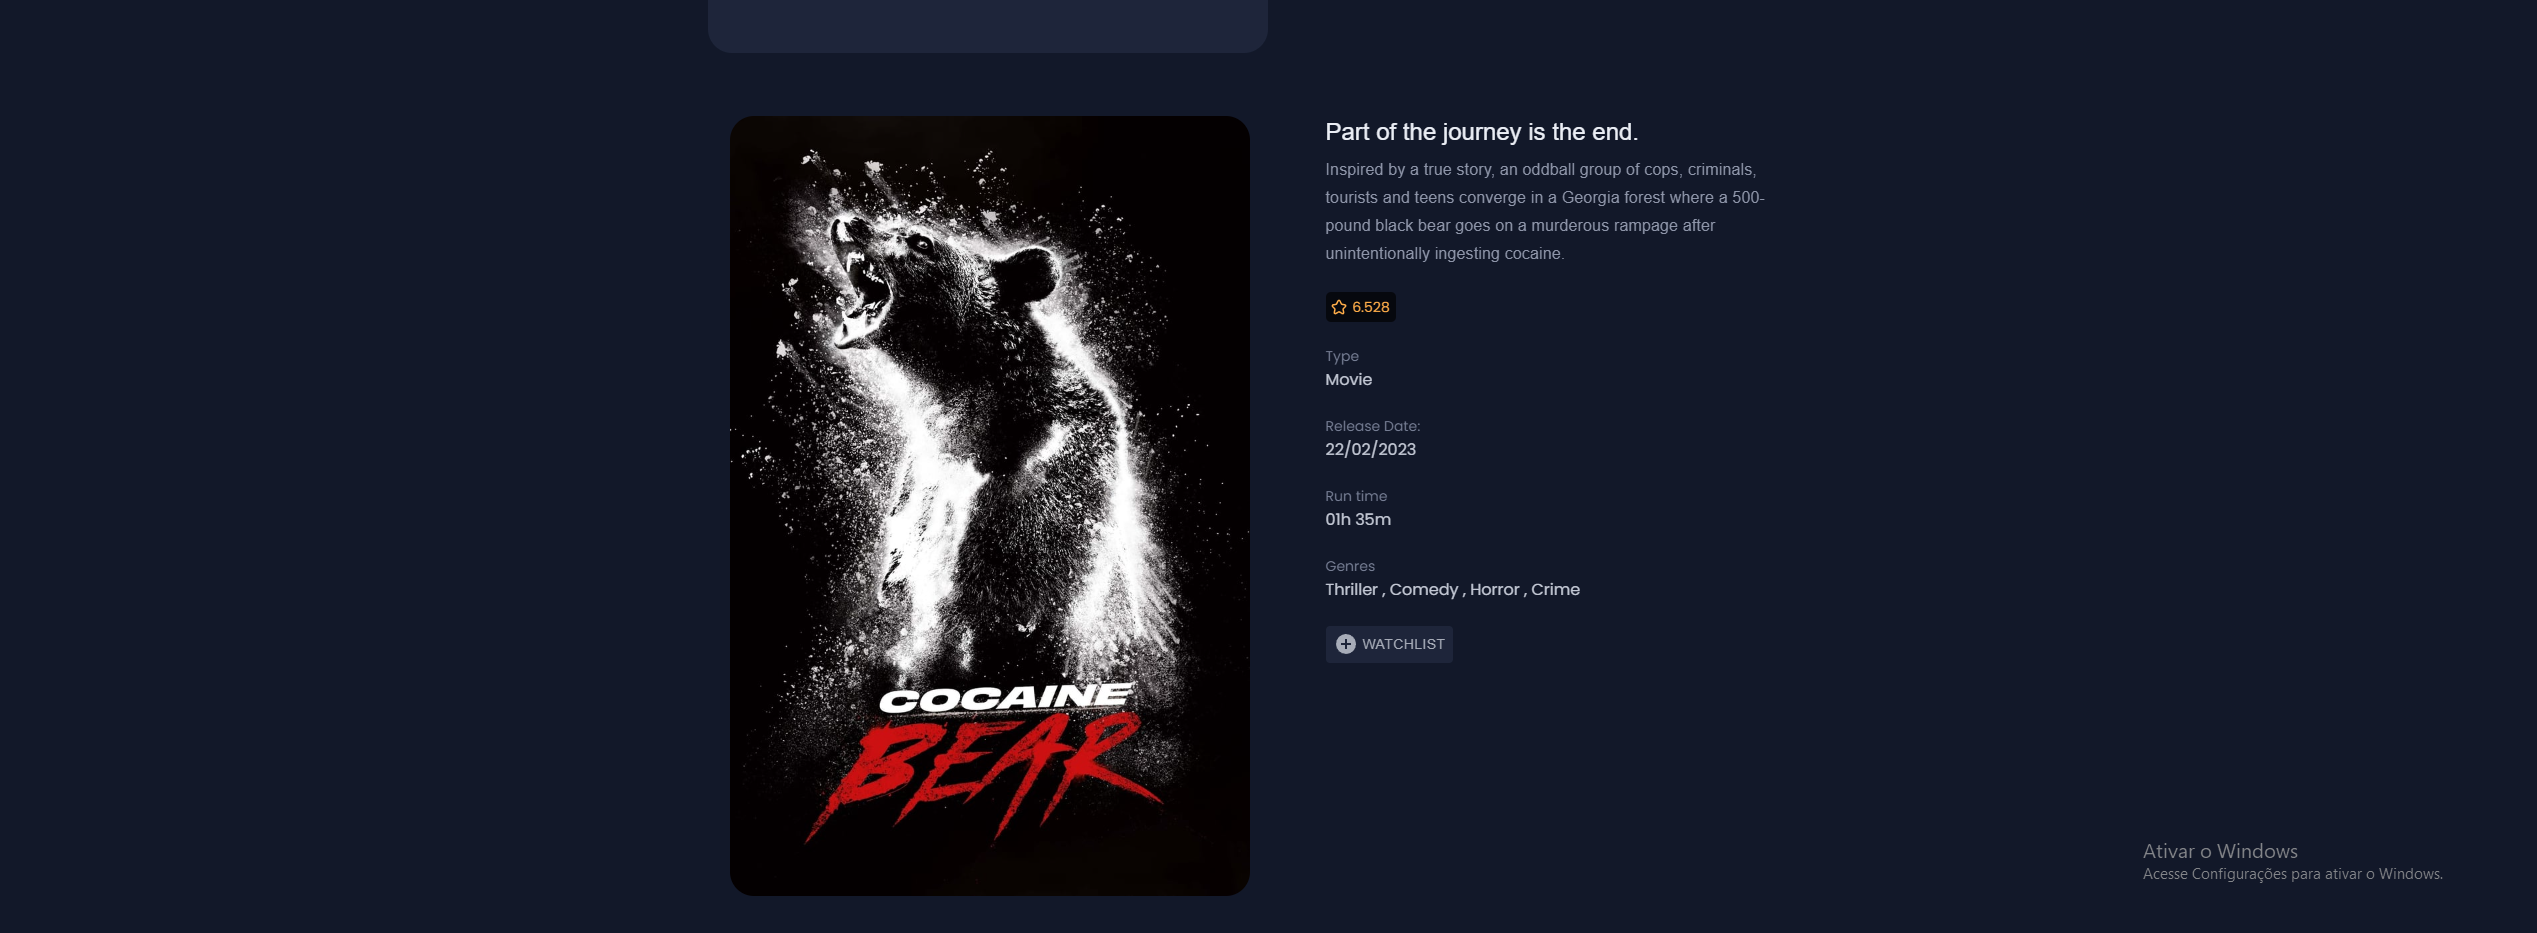 COCAINE
BEAR
Part of the journey is the end.
Inspired by a true story, an oddball group of cops, criminals,
tourists and teens converge in a Georgia forest where a 500-
pound black bear goes on a murderous rampage after
unintentionally ingesting cocaine.
6.528
Type
Movie
Release Date:
22/02/2023
Run time
01h 35m
Genres
Thriller , Comedy , Horror , Crime
WATCHLIST
Ativar o Windows
Acesse Configurações para ativar o Windows.